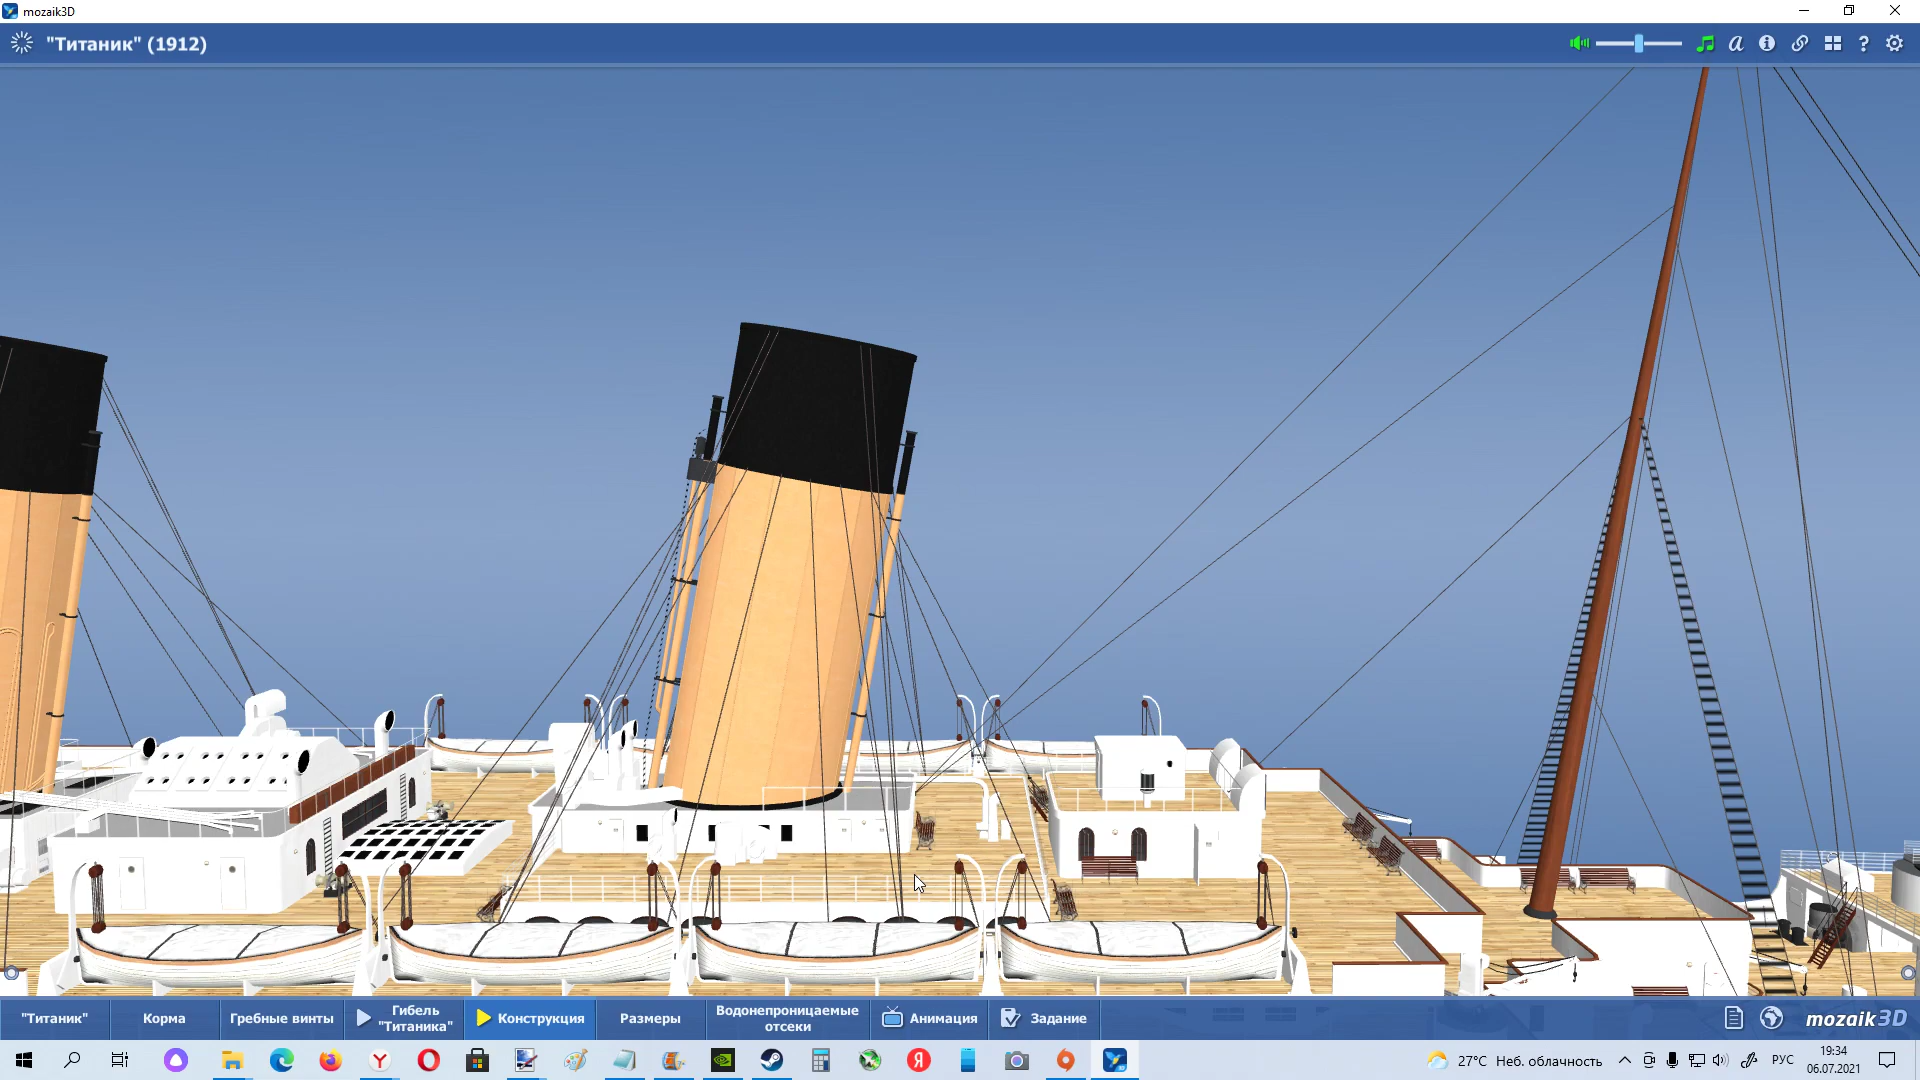 mozaik3D
"Титаник" (1912)
"Титаник"
Корма
Гребные винты
Гибель
"Титаника"
Конструкция
Размеры
Водонепроницаемые
отсеки
Анимация
Задание
mozaik3D
27°C Неб. облачность
РУС
19:34
06.07.2021